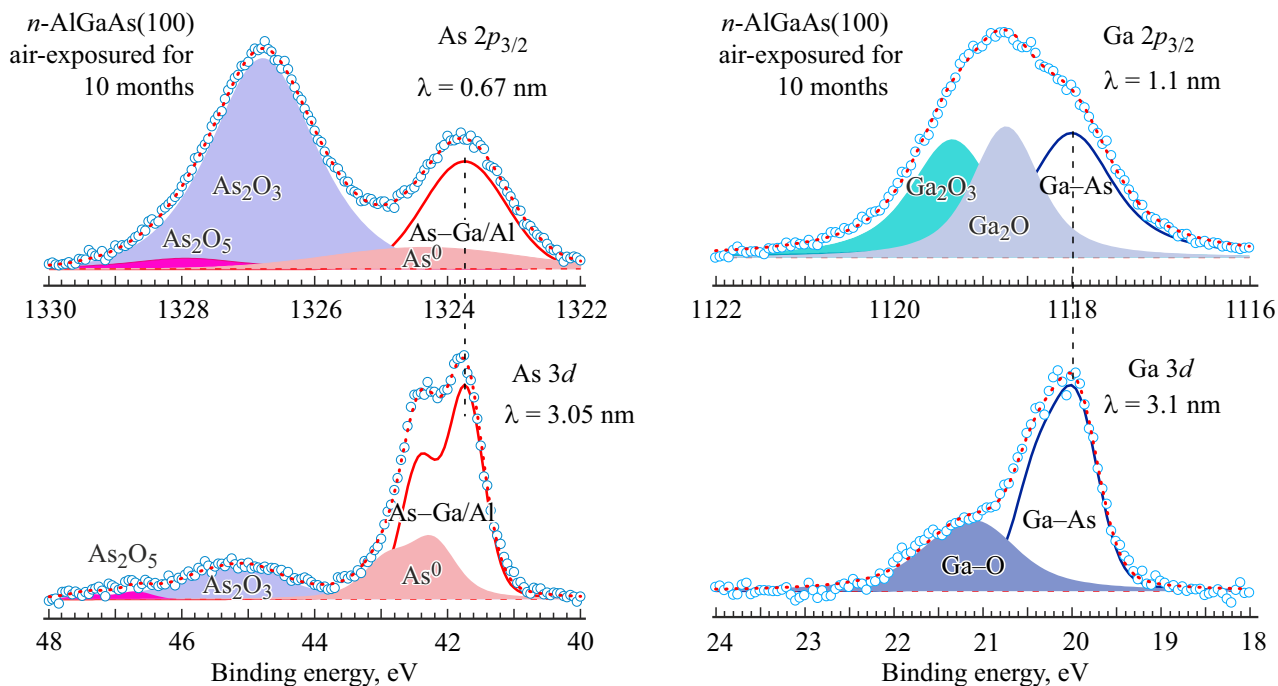 n-AlGaAs(100)
air-exposured for
10 months
As 2p3/2
λ = 0.67 nm
As2O3
As2O5
As–Ga/Al
As0
1330 1328 1326 1324 1322
n-AlGaAs(100)
air-exposured for
10 months
Ga 2p3/2
λ = 1.1 nm
Ga2O3
Ga–As
Ga2O
1122 1120 1118 1116
As 3d
λ = 3.05 nm
As–Ga/Al
As2O5
As2O3
As0
48 46 44 42 40
Binding energy, eV
Ga 3d
λ = 3.1 nm
Ga–As
Ga–O
24 23 22 21 20 19 18
Binding energy, eV